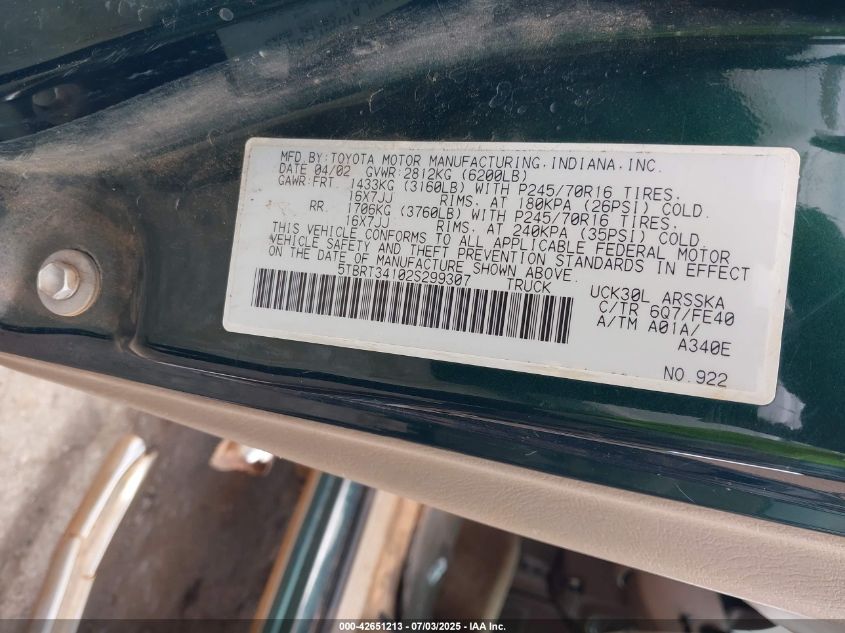 MFD.BY:TOYOTA MOTOR MANUFACTURING, INDIANA, INC.
DATE 04/02 GVWR:2812KG (6200LB)
GAWR:FRT 1433KG (3160LB) WITH P245/70R16 TIRES.
16X7JJ RIMS. AT 180KPA (26PSI) COLD.
RR 1706KG (3760LB) WITH P245/70R16 TIRES.
16X7JJ RIMS. AT 240KPA (35PSI) COLD.
THIS VEHICLE CONFORMS TO ALL APPLICABLE FEDERAL MOTOR
VEHICLE SAFETY AND THEFT PREVENTION STANDARDS IN EFFECT
ON THE DATE OF MANUFACTURE SHOWN ABOVE.
5TBRT34102S299307 TRUCK
UCK30L ARSSKA
C/TR 6Q7/FE40
A/TM A01A/
A340E
NO.922
000-42651213 - 07/03/2025 - IAA Inc.